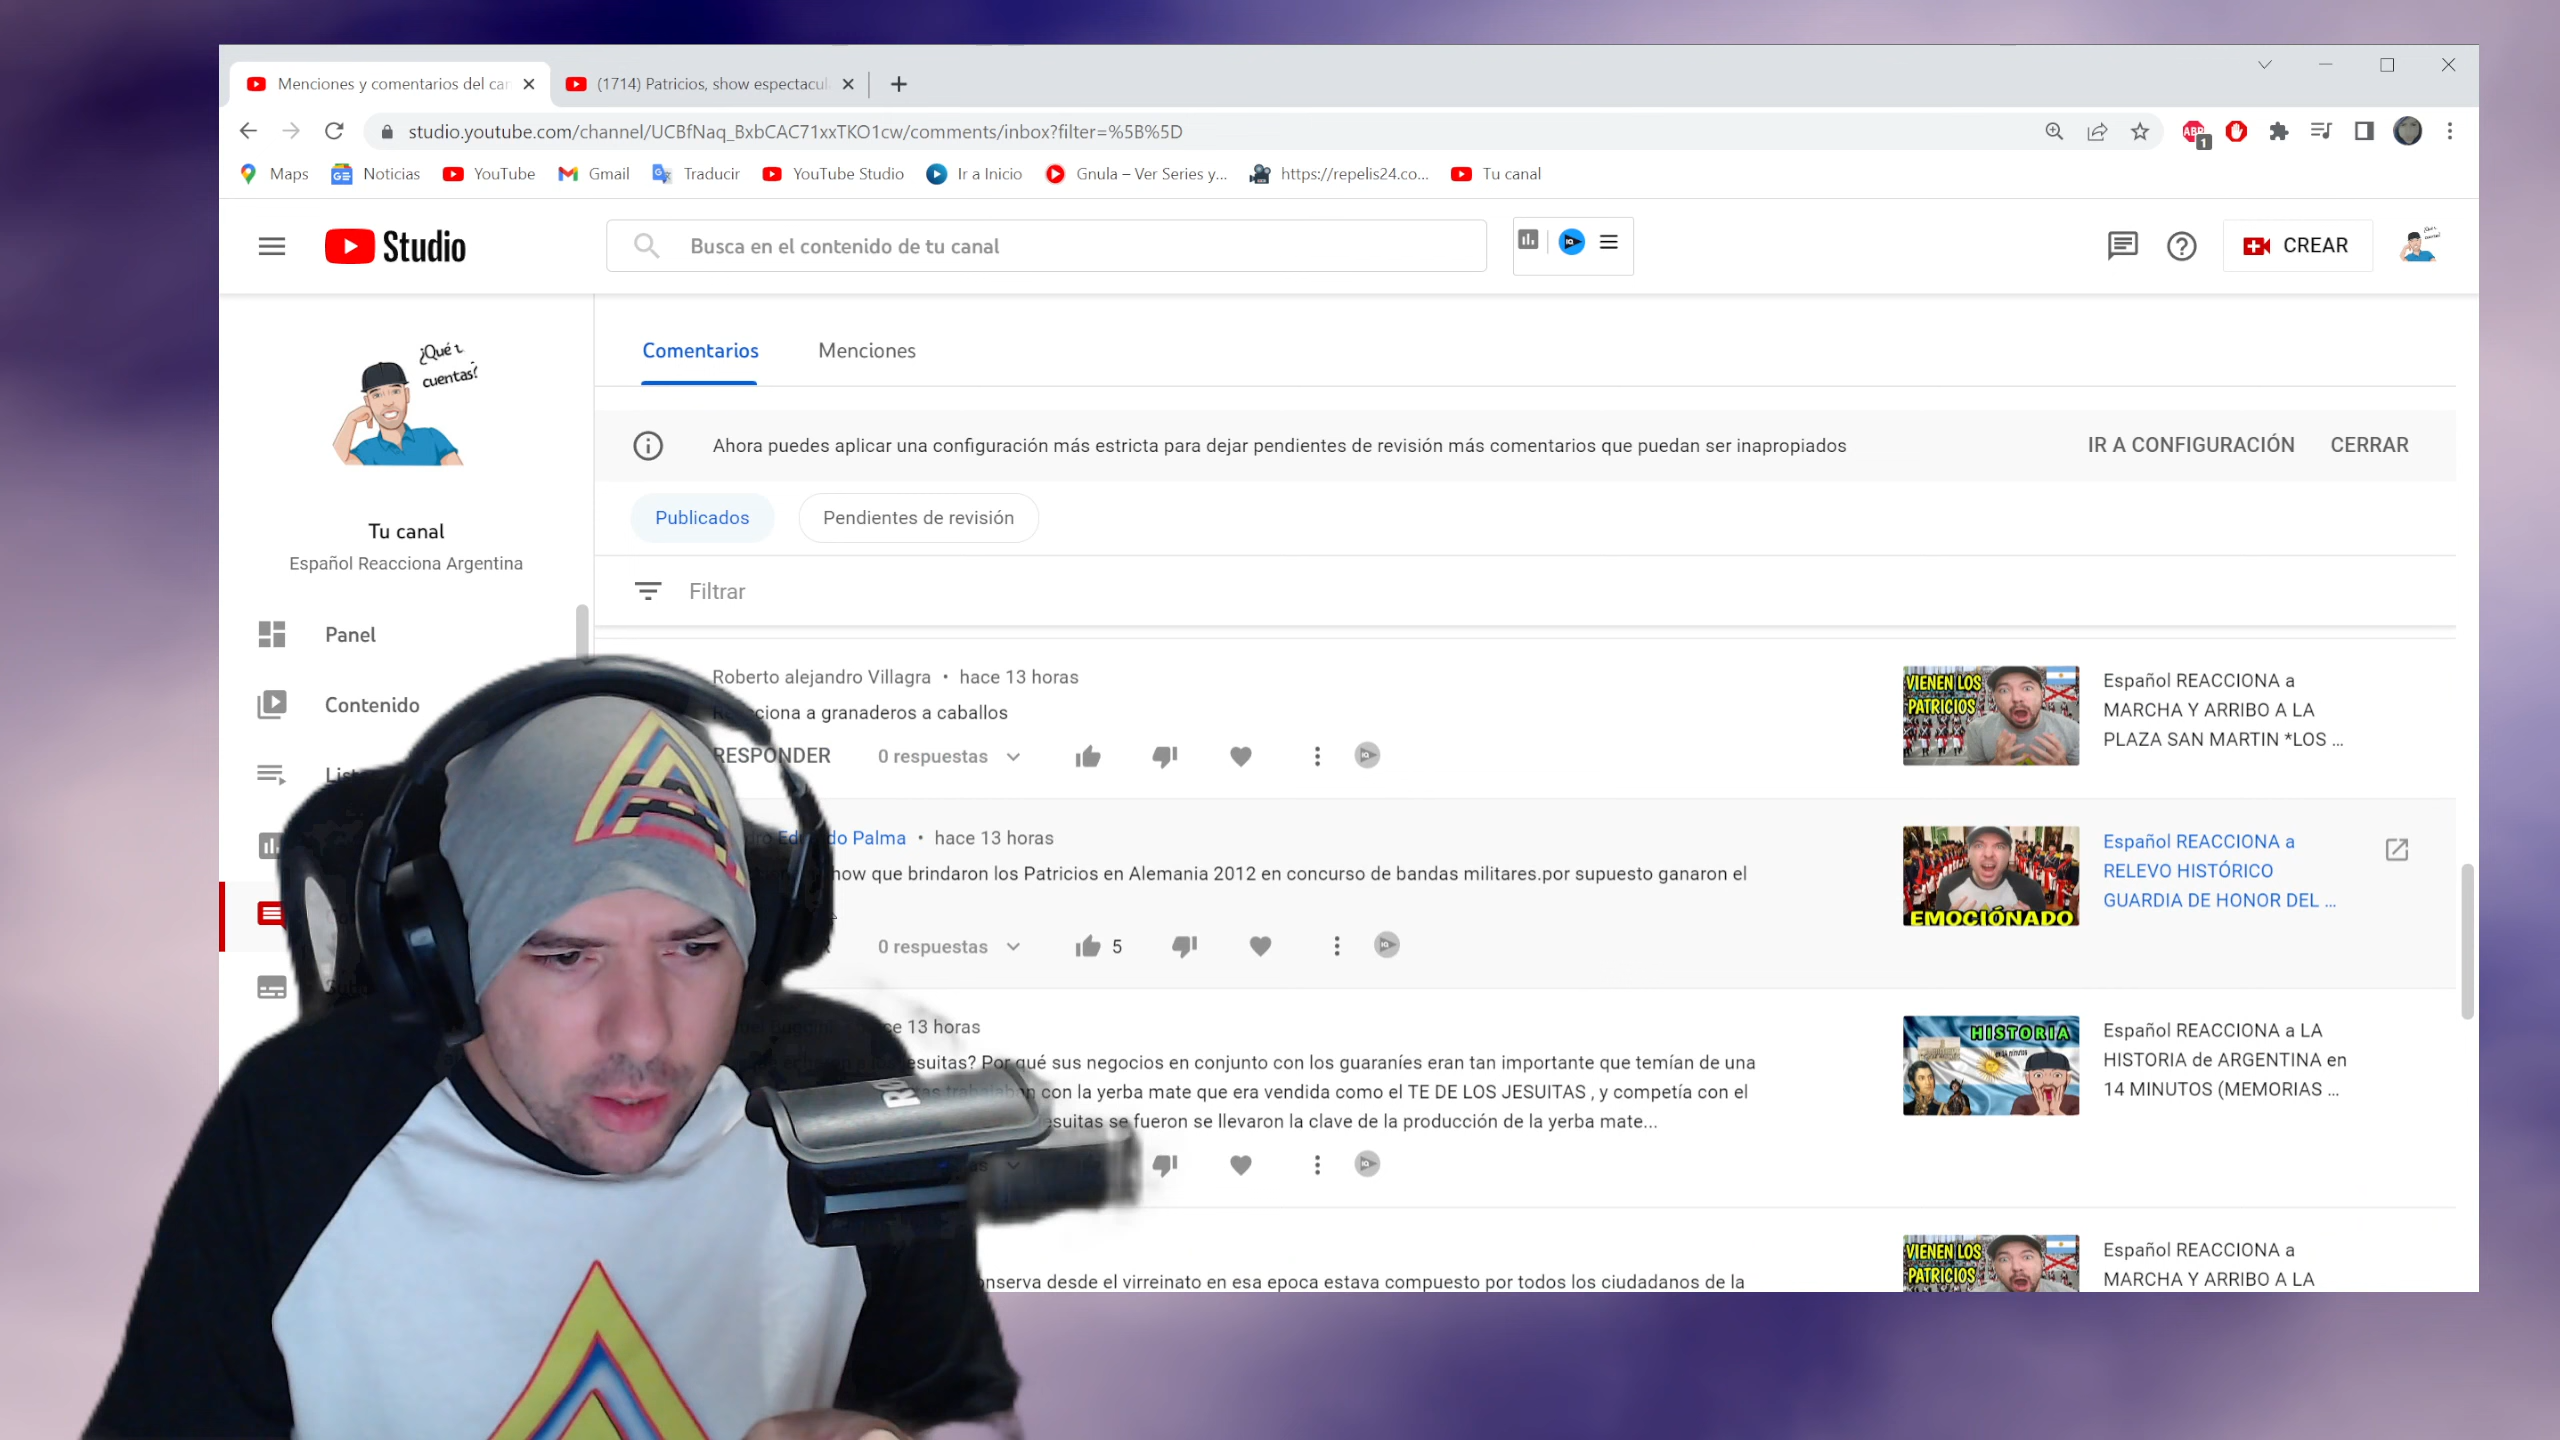 Menciones y comentarios del can
(1714) Patricios, show espectacul
studio.youtube.com/channel/UCBfNaq_BxbCAC71xxTKO1cw/comments/inbox?filter=%5B%5D
ABP
1
Maps
Noticias
YouTube
Gmail
Traducir
YouTube Studio
Ir a Inicio
Gnula – Ver Series y...
https://repelis24.co...
Tu canal
Studio
Busca en el contenido de tu canal
CREAR
¿Qué
cuentas?
Tu canal
Español Reacciona Argentina
Panel
Contenido
Comentarios
Menciones
Ahora puedes aplicar una configuración más estricta para dejar pendientes de revisión más comentarios que puedan ser inapropiados
IR A CONFIGURACIÓN
CERRAR
Publicados
Pendientes de revisión
Filtrar
Roberto alejandro Villagra • hace 13 horas
a granaderos a caballos
RESPONDER
0 respuestas
VIENEN LOS
PATRICIOS
Español REACCIONA a
MARCHA Y ARRIBO A LA
PLAZA SAN MARTIN *LOS ...
Palma • hace 13 horas
que brindaron los Patricios en Alemania 2012 en concurso de bandas militares.por supuesto ganaron el
0 respuestas
5
EMOCIÓNADO
Español REACCIONA a
RELEVO HISTÓRICO
GUARDIA DE HONOR DEL ...
13 horas
Por qué sus negocios en conjunto con los guaraníes eran tan importante que temían de una
con la yerba mate que era vendida como el TE DE LOS JESUITAS , y competía con el
se fueron se llevaron la clave de la producción de la yerba mate...
HISTORIA
Español REACCIONA a LA
HISTORIA de ARGENTINA en
14 MINUTOS (MEMORIAS ...
desde el virreinato en esa epoca estava compuesto por todos los ciudadanos de la
VIENEN LOS
PATRICIOS
Español REACCIONA a
MARCHA Y ARRIBO A LA